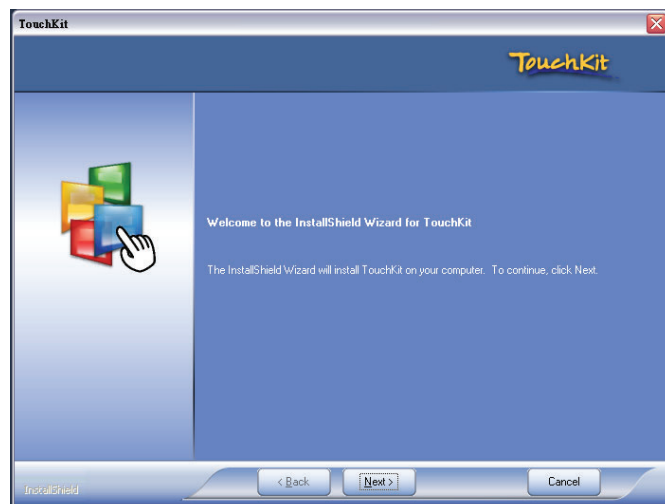 TouchKit
TouchKit
Welcome to the InstallShield Wizard for TouchKit
The InstallShield Wizard will install TouchKit on your computer. To continue, click Next.
InstallShield
< Back
Next >
Cancel